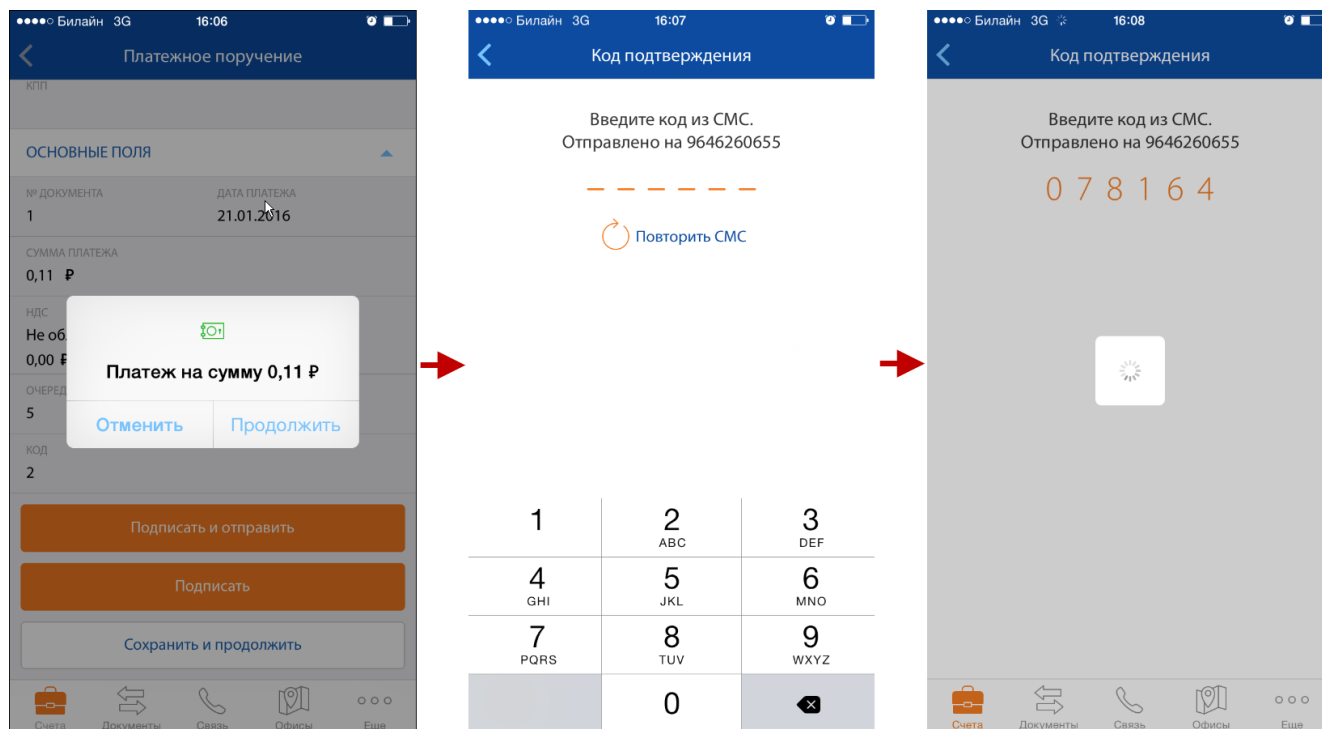 Билайн 3G 16:06
Платежное поручение
КПП
ОСНОВНЫЕ ПОЛЯ
№ ДОКУМЕНТА ДАТА ПЛАТЕЖА
1 21.01.2016
СУММА ПЛАТЕЖА
0,11 ₽
НДС
Не об
0,00 ₽
Платеж на сумму 0,11 ₽
Отменить Продолжить
ОЧЕРЕД
5
КОД
2
Подписать и отправить
Подписать
Сохранить и продолжить
Счета Документы Связь Офисы Еще
Билайн 3G 16:07
Код подтверждения
Введите код из СМС.
Отправлено на 9646260655
Повторить СМС
1 2 3
ABC DEF
4 5 6
GHI JKL MNO
7 8 9
PQRS TUV WXYZ
0
Билайн 3G 16:08
Код подтверждения
Введите код из СМС.
Отправлено на 9646260655
0 7 8 1 6 4
Счета Документы Связь Офисы Еще